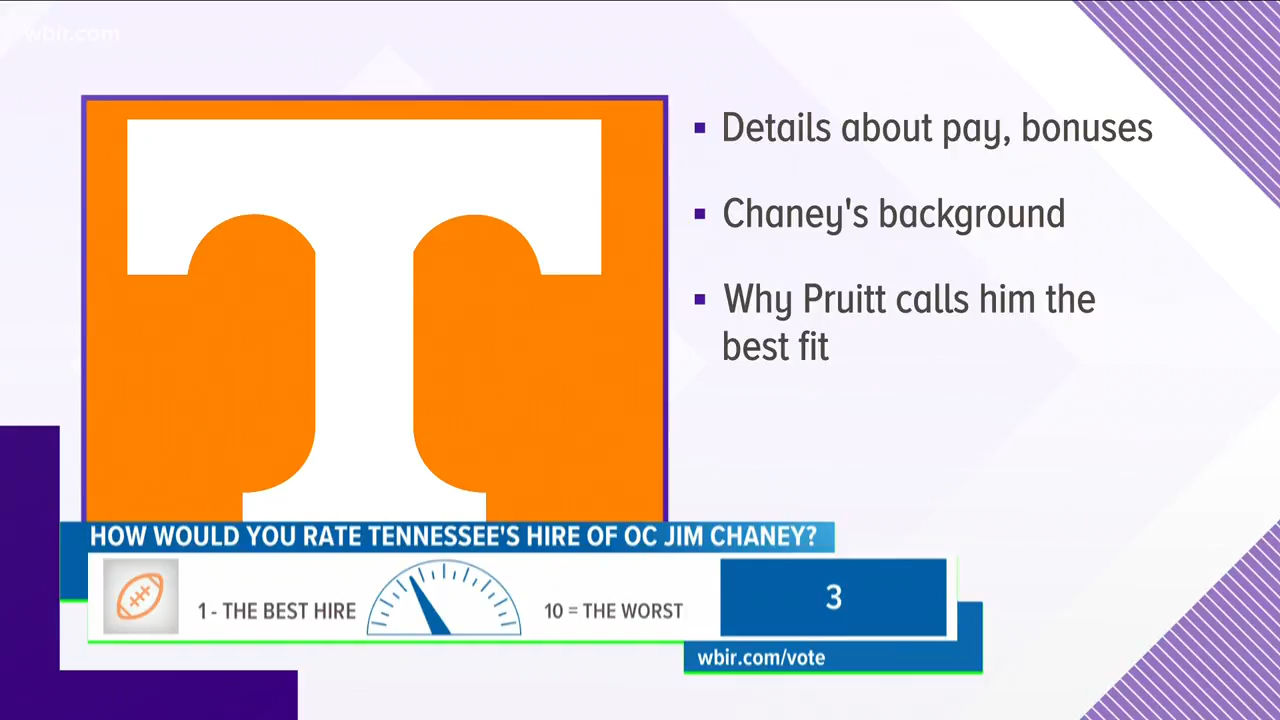 wbir.com
T
Details about pay, bonuses
Chaney's background
Why Pruitt calls him the
best fit
HOW WOULD YOU RATE TENNESSEE'S HIRE OF OC JIM CHANEY?
1 - THE BEST HIRE
10 = THE WORST
3
wbir.com/vote